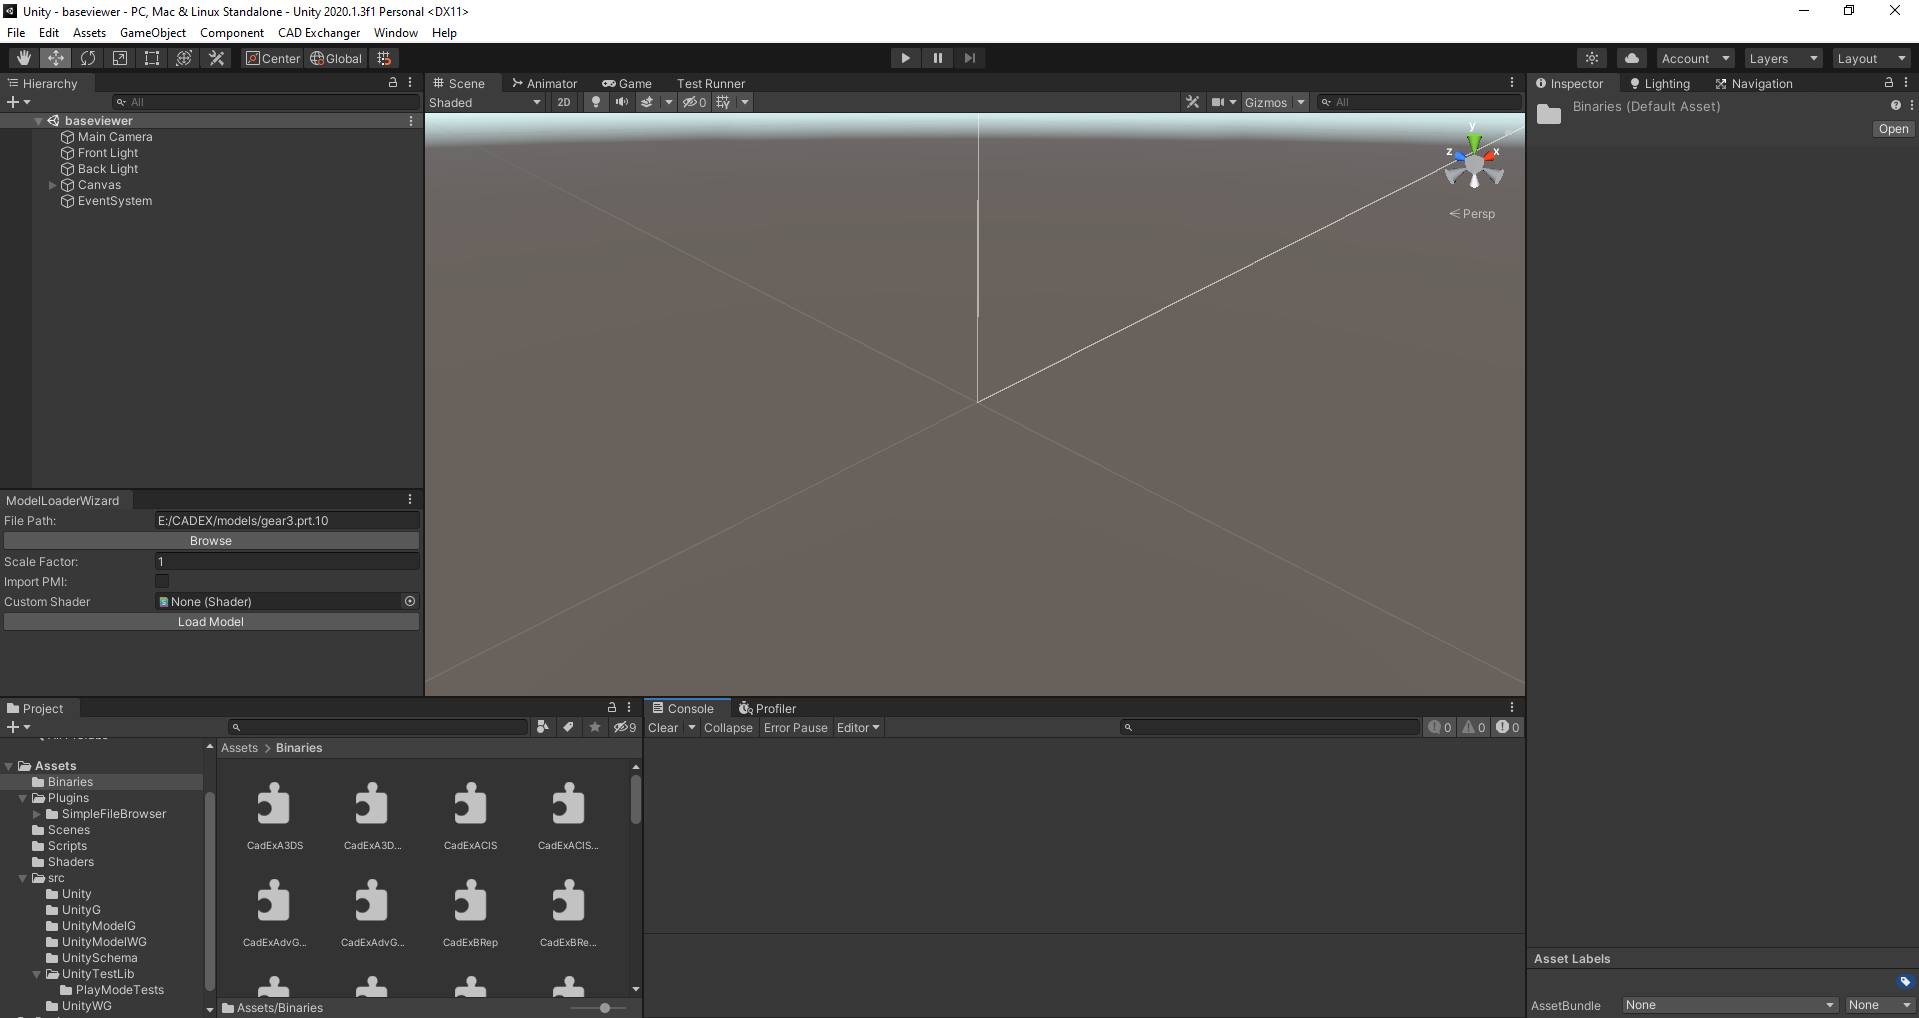 Unity - baseviewer - PC, Mac & Linux Standalone - Unity 2020.1.3f1 Personal <DX11>
File Edit Assets GameObject Component CAD Exchanger Window Help
Center Global Account Layers Layout
Hierarchy
All
baseviewer
Main Camera
Front Light
Back Light
Canvas
EventSystem
ModelLoaderWizard
File Path: E:/CADEX/models/gear3.prt.10
Browse
Scale Factor: 1
Import PMI:
Custom Shader None (Shader)
Load Model
Scene Animator Game Test Runner
Shaded 2D 0 Gizmos All
y
z x
Persp
Inspector Lighting Navigation
Binaries (Default Asset)
Open
Project
9
Assets
Binaries
Plugins
SimpleFileBrowser
Scenes
Scripts
Shaders
src
Unity
UnityG
UnityModelG
UnityModelWG
UnitySchema
UnityTestLib
PlayModeTests
UnityWG
Assets > Binaries
CadExA3DS CadExA3D... CadExACIS CadExACIS...
CadExAdvG... CadExAdvG... CadExBRep CadExBRe...
Assets/Binaries
Console Profiler
Clear Collapse Error Pause Editor 0 0 0
Asset Labels
AssetBundle None None